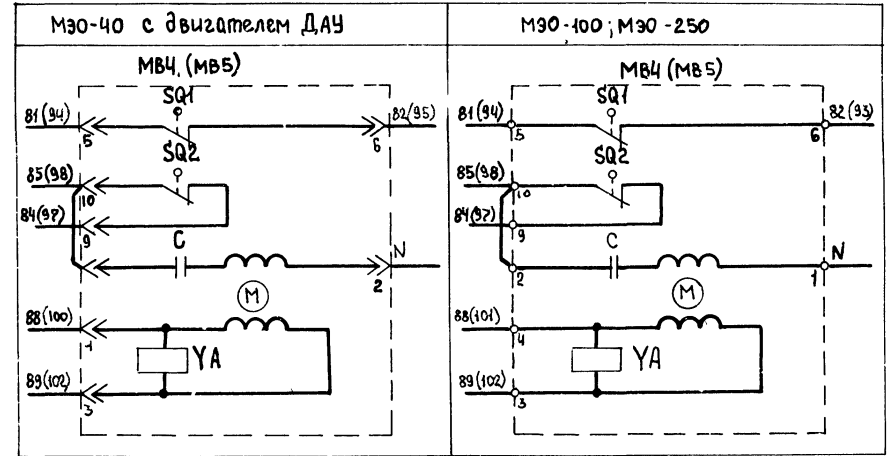 МЭО-40 с двигателем ДАУ
МВ4. (МВ5)
SQ1
81(94)
5
82(95)
6
SQ2
85(98)
10
84(97)
9
C
N
2
M
88(100)
1
YA
89(102)
3
МЭО-100; МЭО-250
МВ4 (МВ5)
SQ1
81(94)
5
82(93)
6
SQ2
85(98)
10
84(97)
9
C
N
2
1
M
88(101)
4
YA
89(102)
3